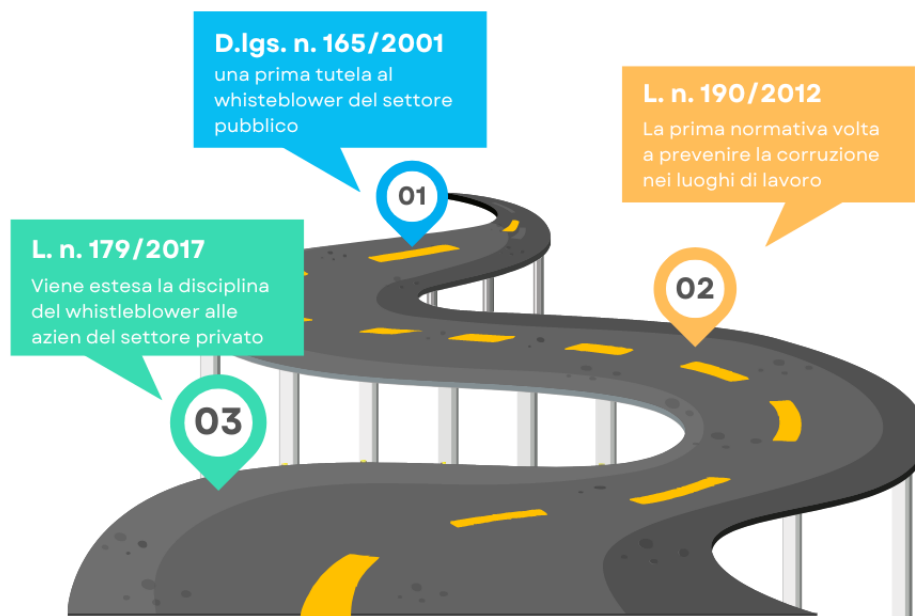 D.lgs. n. 165/2001
una prima tutela al
whisteblower del settore
pubblico
01
L. n. 190/2012
La prima normativa volta
a prevenire la corruzione
nei luoghi di lavoro
02
L. n. 179/2017
Viene estesa la disciplina
del whistleblower alle
azien del settore privato
03